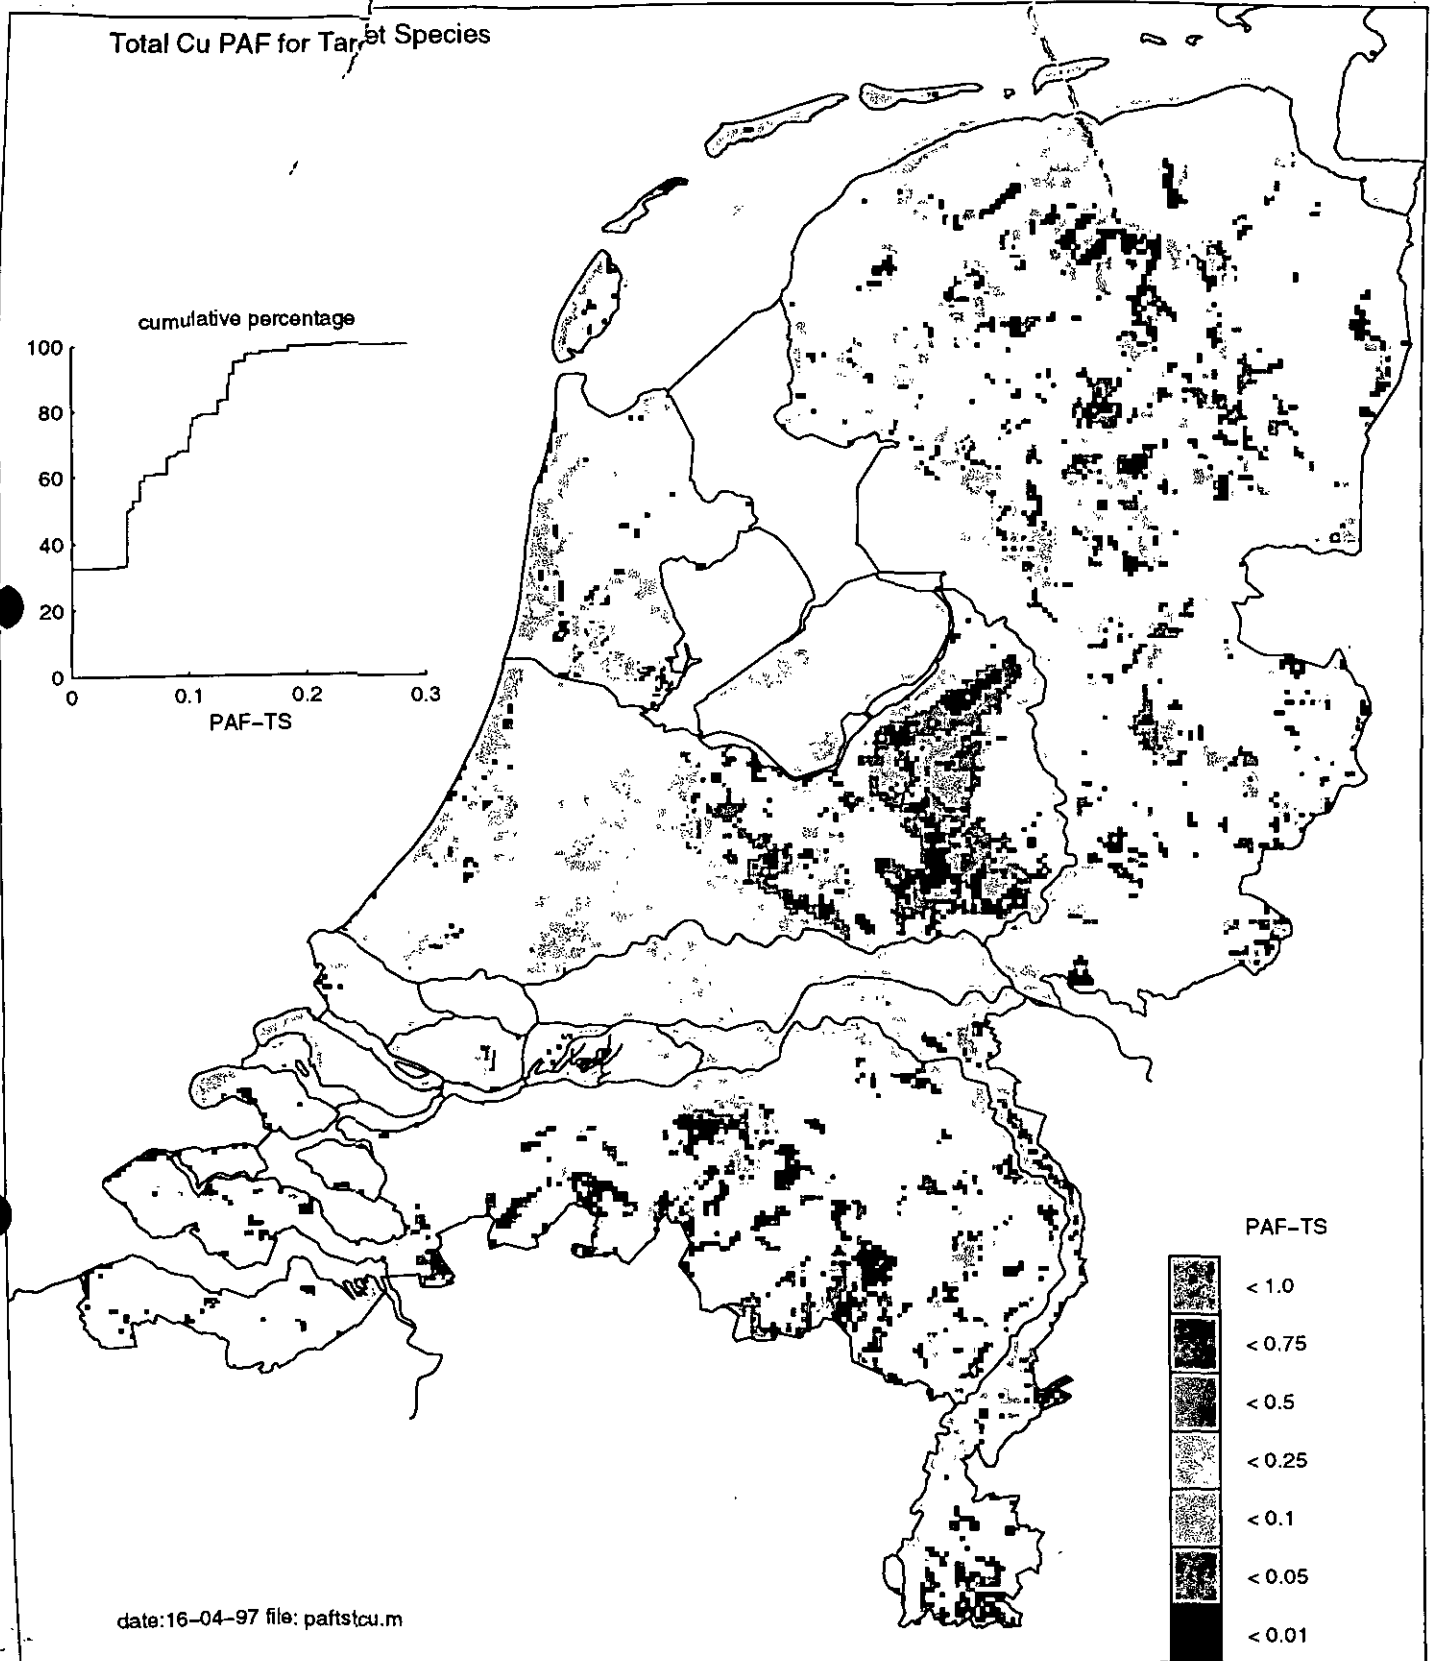 Total Cu PAF for Target Species
cumulative percentage
100
80
60
40
20
0
0 0.1 0.2 0.3
PAF-TS
PAF-TS
< 1.0
< 0.75
< 0.5
< 0.25
< 0.1
< 0.05
< 0.01
date:16-04-97 file: paftstcu.m